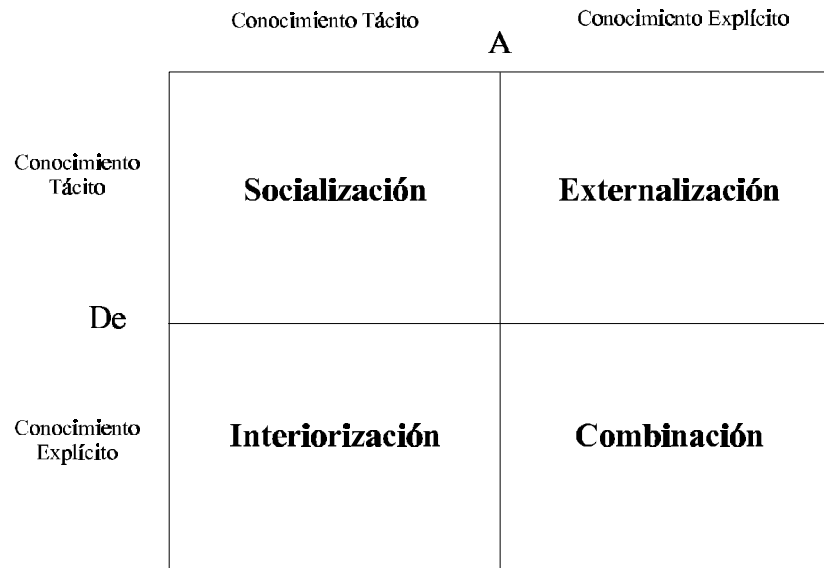 Conocimiento Tácito
Conocimiento Explícito
A
Conocimiento
Tácito
Socialización
Externalización
De
Conocimiento
Explícito
Interiorización
Combinación